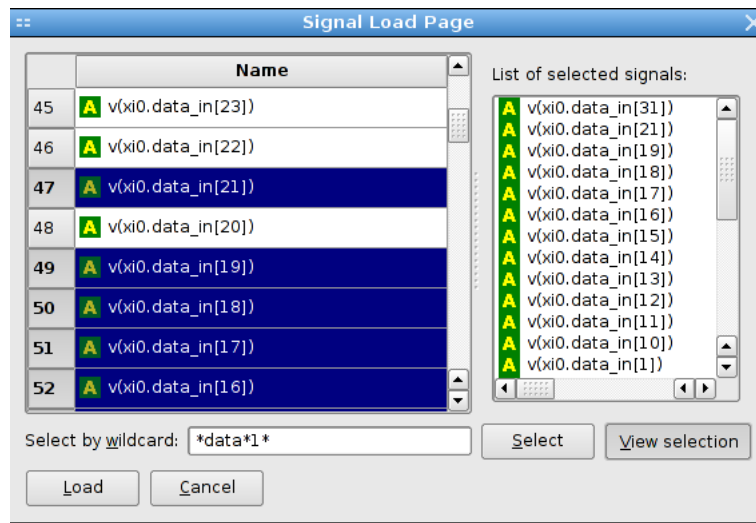 Signal Load Page
Name
45 A v(xi0.data_in[23])
46 A v(xi0.data_in[22])
47 A v(xi0.data_in[21])
48 A v(xi0.data_in[20])
49 A v(xi0.data_in[19])
50 A v(xi0.data_in[18])
51 A v(xi0.data_in[17])
52 A v(xi0.data_in[16])
List of selected signals:
A v(xi0.data_in[31])
A v(xi0.data_in[21])
A v(xi0.data_in[19])
A v(xi0.data_in[18])
A v(xi0.data_in[17])
A v(xi0.data_in[16])
A v(xi0.data_in[15])
A v(xi0.data_in[14])
A v(xi0.data_in[13])
A v(xi0.data_in[12])
A v(xi0.data_in[11])
A v(xi0.data_in[10])
A v(xi0.data_in[1])
Select by wildcard: *data*1* Select View selection
Load Cancel